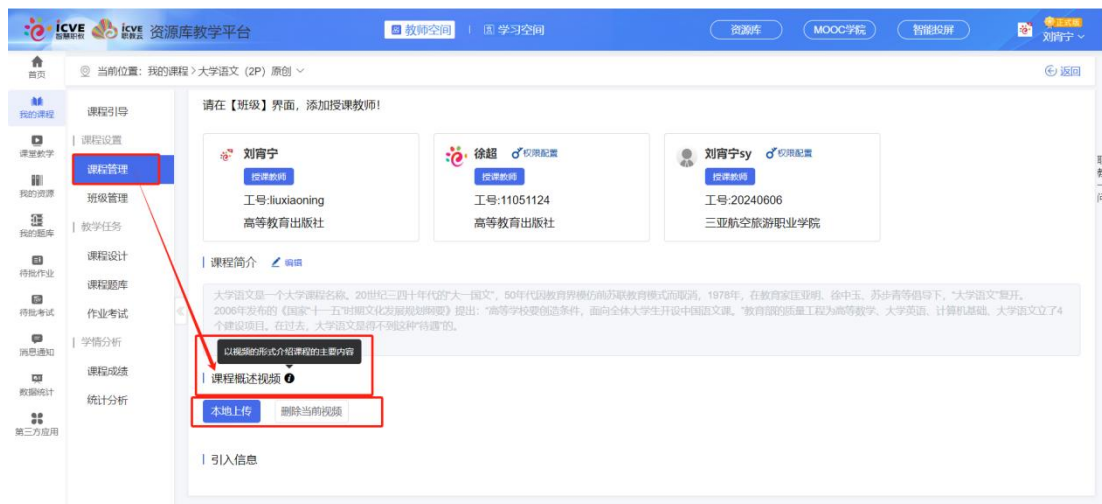 icve 智慧职教 icve 职教云 资源库教学平台
教师空间 学习空间
资源库 MOOC学院 智能投屏
正式版
刘宵宁
首页
当前位置：我的课程 > 大学语文（2P）原创
返回
我的课程
课堂教学
我的资源
我的题库
待批作业
待批考试
消息通知
数据统计
第三方应用
课程引导
课程设置
课程管理
班级管理
教学任务
课程设计
课程题库
作业考试
学情分析
课程成绩
统计分析
请在【班级】界面，添加授课教师！
刘宵宁
授课教师
工号:liuxiaoning
高等教育出版社
徐超 权限配置
授课教师
工号:11051124
高等教育出版社
刘宵宁sy 权限配置
授课教师
工号:20240606
三亚航空旅游职业学院
课程简介 编辑
大学语文是一个大学课程名称。20世纪三四十年代的"大一国文"，50年代因教育界模仿前苏联教育模式而取消。1978年，在教育家匡亚明、徐中玉、苏步青等倡导下，"大学语文"复开。
2006年发布的《国家"十一五"时期文化发展规划纲要》提出："高等学校要创造条件，面向全体大学生开设中国语文课。"教育部的质量工程为高等数学、大学英语、计算机基础、大学语文立了4
个建设项目。在过去，大学语文是得不到这种"待遇"的。
以视频的形式介绍课程的主要内容
课程概述视频
本地上传 删除当前视频
引入信息